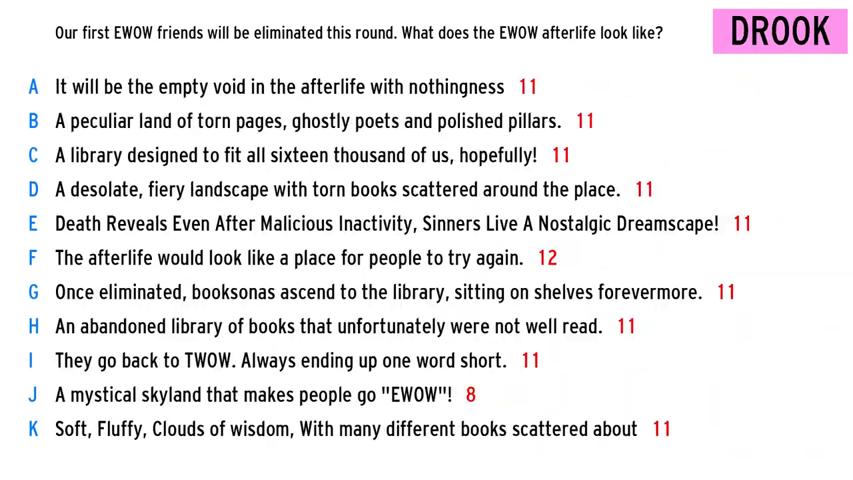 Our first EWOW friends will be eliminated this round. What does the EWOW afterlife look like?
DROOK
A It will be the empty void in the afterlife with nothingness 11
B A peculiar land of torn pages, ghostly poets and polished pillars. 11
C A library designed to fit all sixteen thousand of us, hopefully! 11
D A desolate, fiery landscape with torn books scattered around the place. 11
E Death Reveals Even After Malicious Inactivity, Sinners Live A Nostalgic Dreamscape! 11
F The afterlife would look like a place for people to try again. 12
G Once eliminated, booksonas ascend to the library, sitting on shelves forevermore. 11
H An abandoned library of books that unfortunately were not well read. 11
I They go back to TWOW. Always ending up one word short. 11
J A mystical skyland that makes people go "EWOW"! 8
K Soft, Fluffy, Clouds of wisdom, With many different books scattered about 11